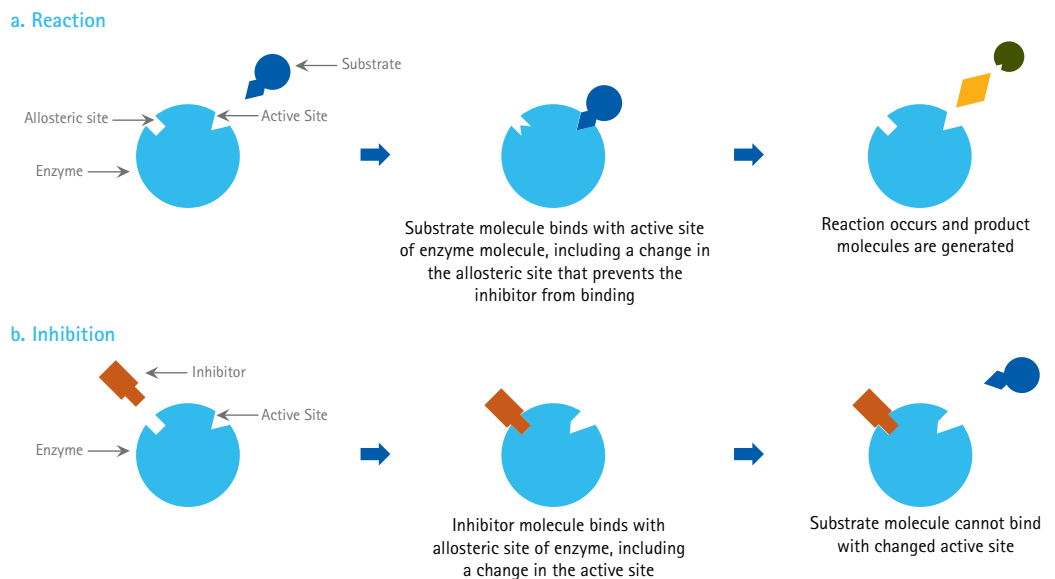 a. Reaction
Substrate
Allosteric site
Active Site
Enzyme
Substrate molecule binds with active site
of enzyme molecule, including a change in
the allosteric site that prevents the
inhibitor from binding
Reaction occurs and product
molecules are generated
b. Inhibition
Inhibitor
Active Site
Enzyme
Inhibitor molecule binds with
allosteric site of enzyme, including
a change in the active site
Substrate molecule cannot bind
with changed active site